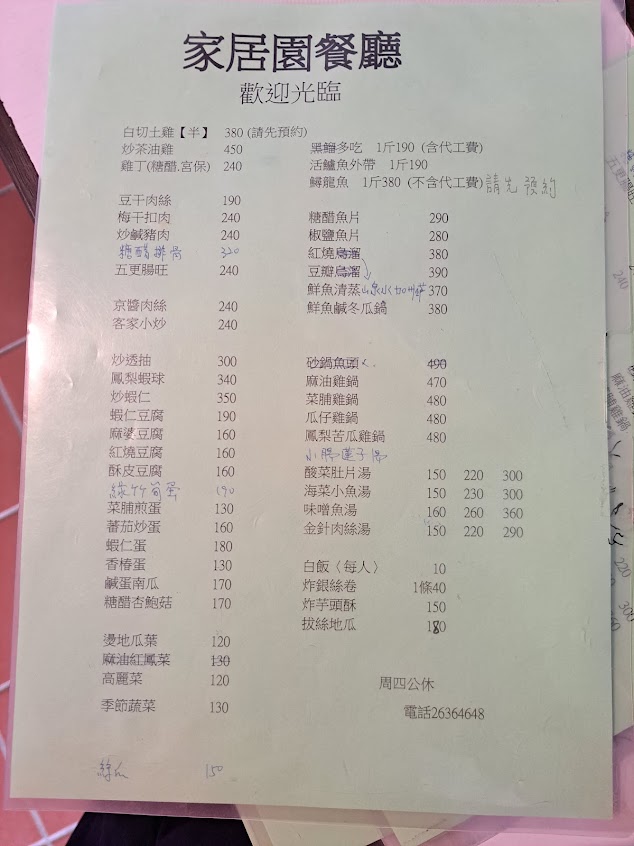 家居園餐廳
歡迎光臨
白切土雞【半】 380 (請先預約)
炒茶油雞 450
雞丁(糖醋.宮保) 240
豆干肉絲 190
梅干扣肉 240
炒鹹豬肉 240
糖醋排骨 320
五更腸旺 240
京醬肉絲 240
客家小炒 240
炒透抽 300
鳳梨蝦球 340
炒蝦仁 350
蝦仁豆腐 190
麻婆豆腐 160
紅燒豆腐 160
酥皮豆腐 160
綠竹筍蛋 190
菜脯煎蛋 130
蕃茄炒蛋 160
蝦仁蛋 180
香椿蛋 130
鹹蛋南瓜 170
糖醋杏鮑菇 170
燙地瓜葉 120
麻油紅鳳菜 130
高麗菜 120
季節蔬菜 130
絲瓜 150
黑鰡多吃 1斤190 (含代工費)
活鱸魚外帶 1斤190
鱘龍魚 1斤380 (不含代工費) 請先預約
糖醋魚片 290
椒鹽魚片 280
紅燒烏溜 380
豆瓣烏溜 390
鮮魚清蒸 370
鮮魚鹹冬瓜鍋 380
砂鍋魚頭 490
麻油雞鍋 470
菜脯雞鍋 480
瓜仔雞鍋 480
鳳梨苦瓜雞鍋 480
小腸蓮子湯
酸菜肚片湯 150 220 300
海菜小魚湯 150 230 300
味噌魚湯 160 260 360
金針肉絲湯 150 220 290
白飯〈每人〉 10
炸銀絲卷 1條40
炸芋頭酥 150
拔絲地瓜 180
周四公休
電話26364648